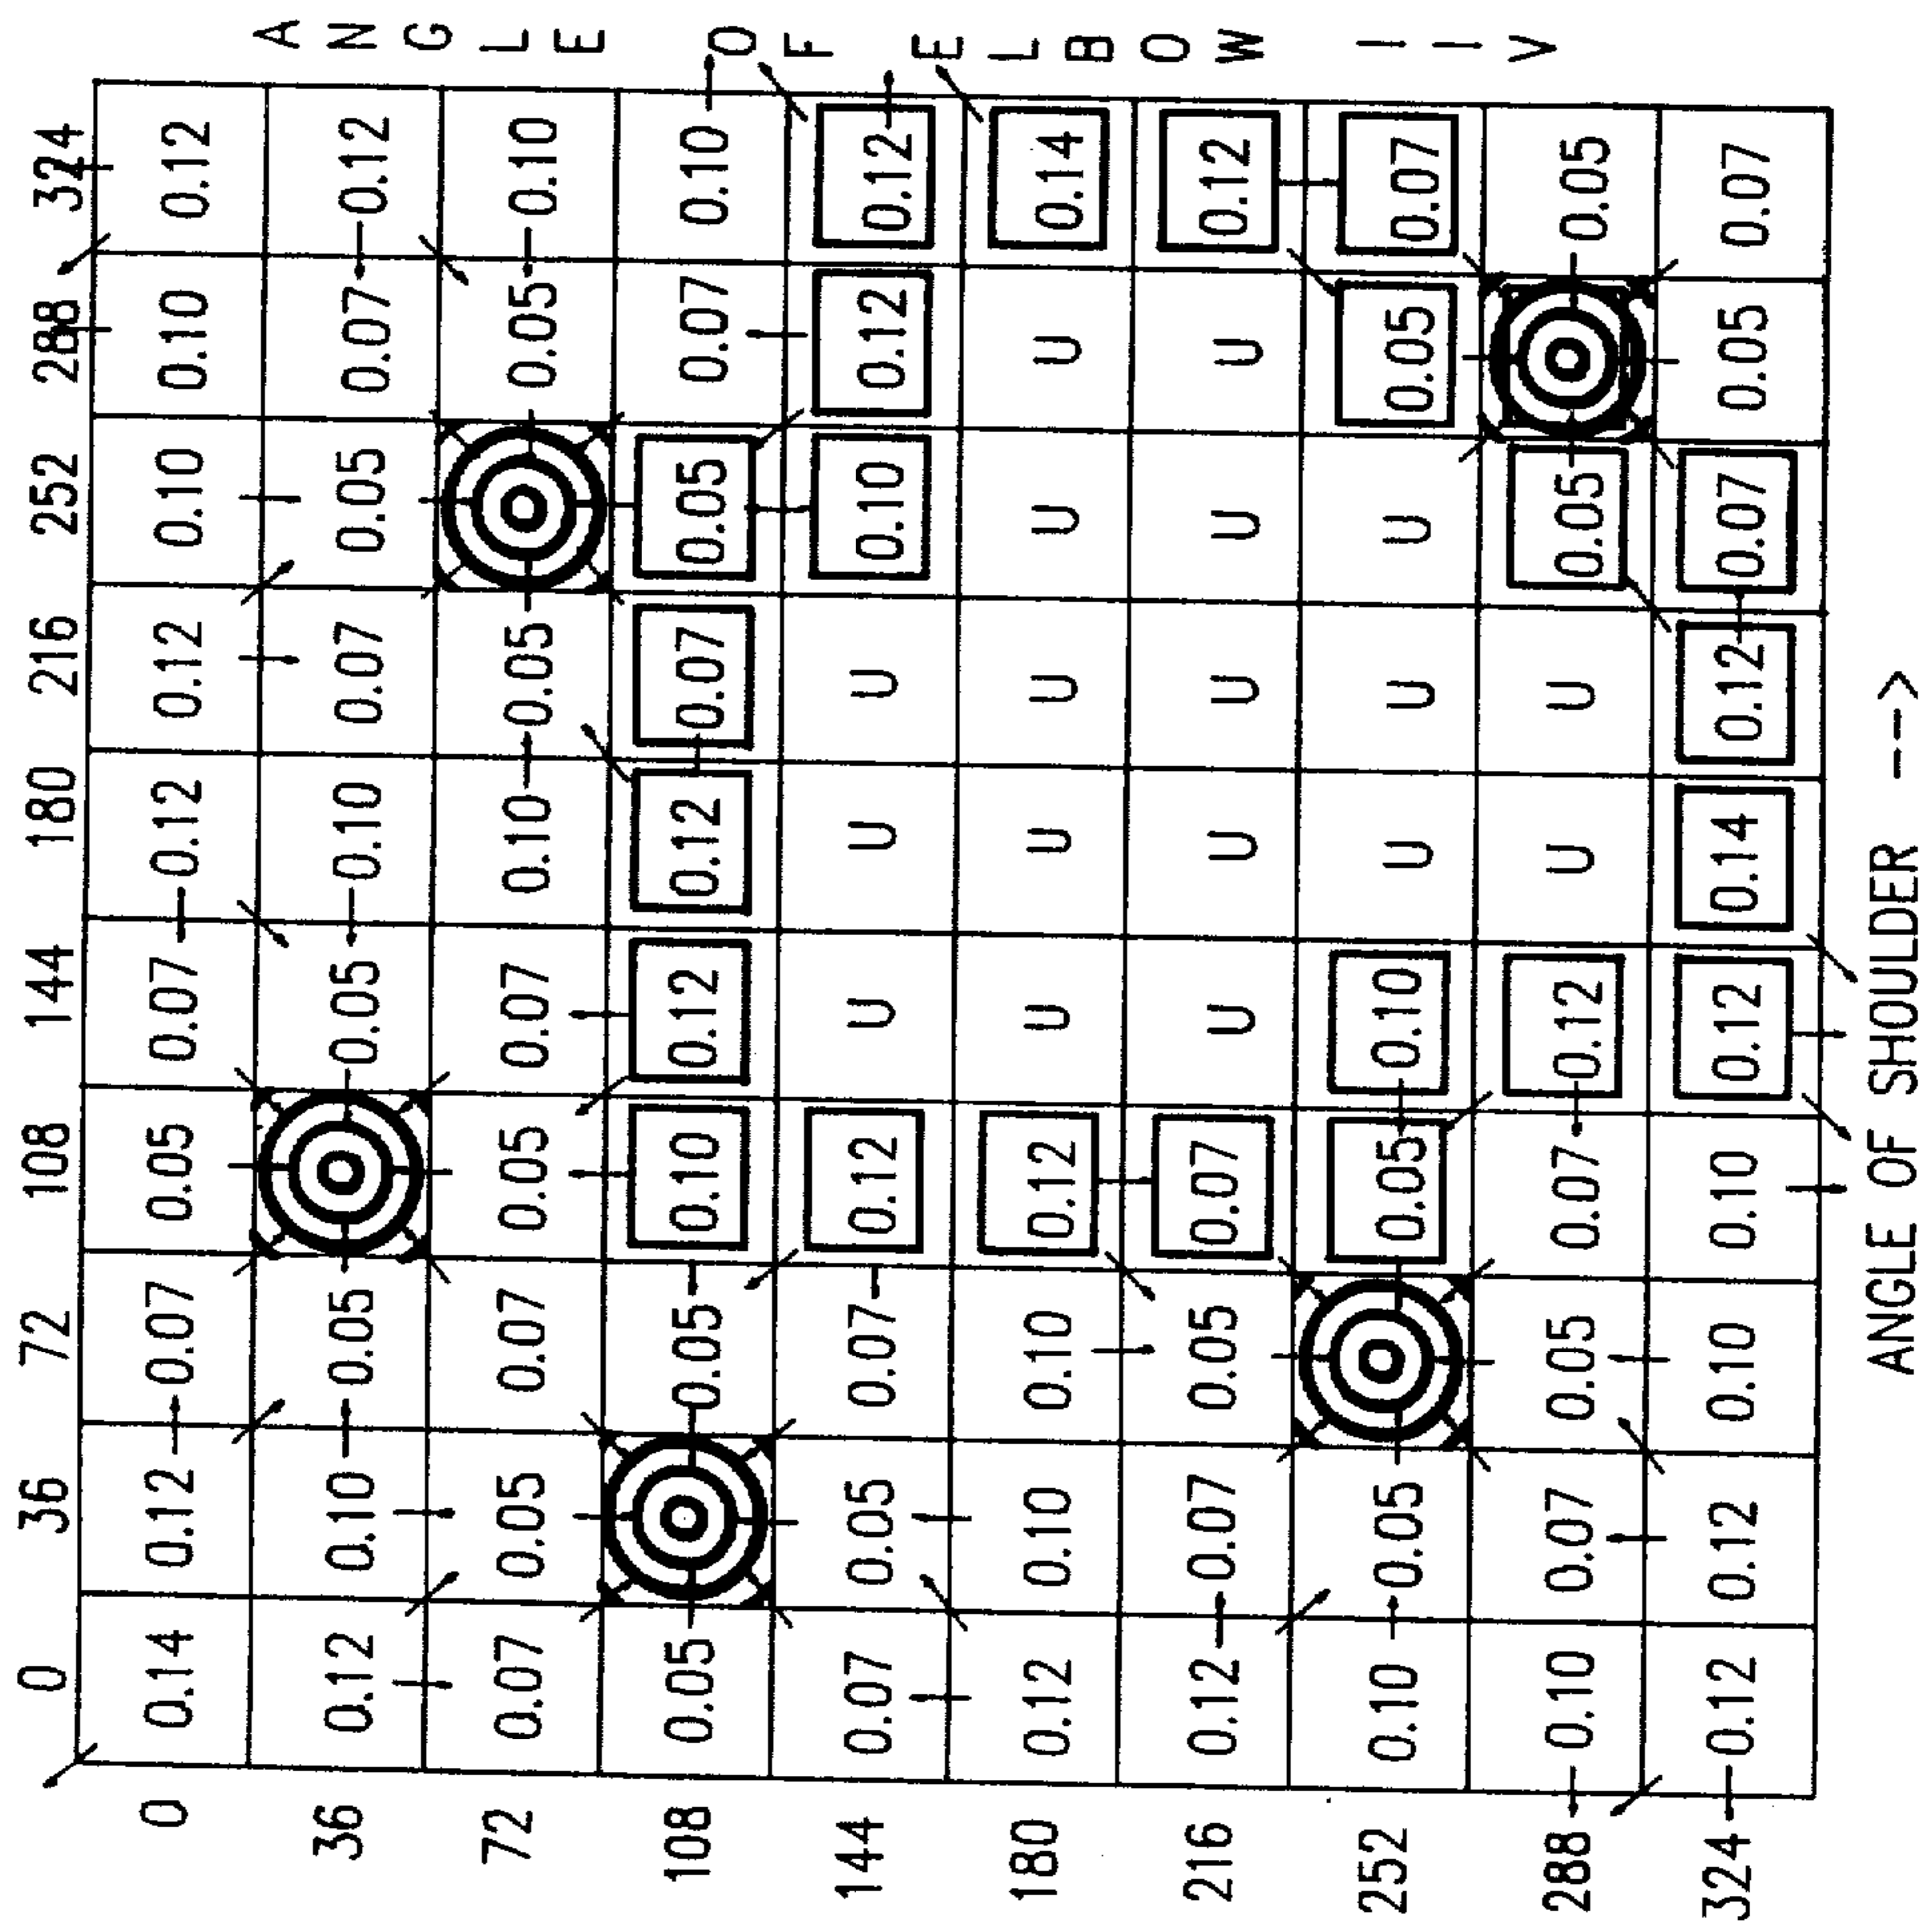 0 36 72 108 144 180 216 252 288 324
0 0.14 0.12 0.07 0.05 0.07 0.12 0.12 0.10 0.10 0.12
36 0.12 0.10 0.05 0.05 0.10 0.07 0.05 0.07 0.12
72 0.07 0.05 0.07 0.05 0.07 0.10 0.05 0.05 0.10
108 0.05 0.05 0.10 0.12 0.12 0.07 0.05 0.07 0.10
144 0.07 0.05 0.07 0.12 U U U 0.10 0.12 0.12
180 0.12 0.10 0.10 0.12 U U U U U 0.14
216 0.12 0.07 0.05 0.07 U U U U U 0.12
252 0.10 0.05 0.05 0.10 U U U 0.05 0.07
288 0.10 0.07 0.05 0.07 0.12 U U 0.05 0.05
324 0.12 0.12 0.10 0.10 0.12 0.14 0.12 0.07 0.05 0.07
ANGLE OF ELBOW | | V
ANGLE OF SHOULDER -->